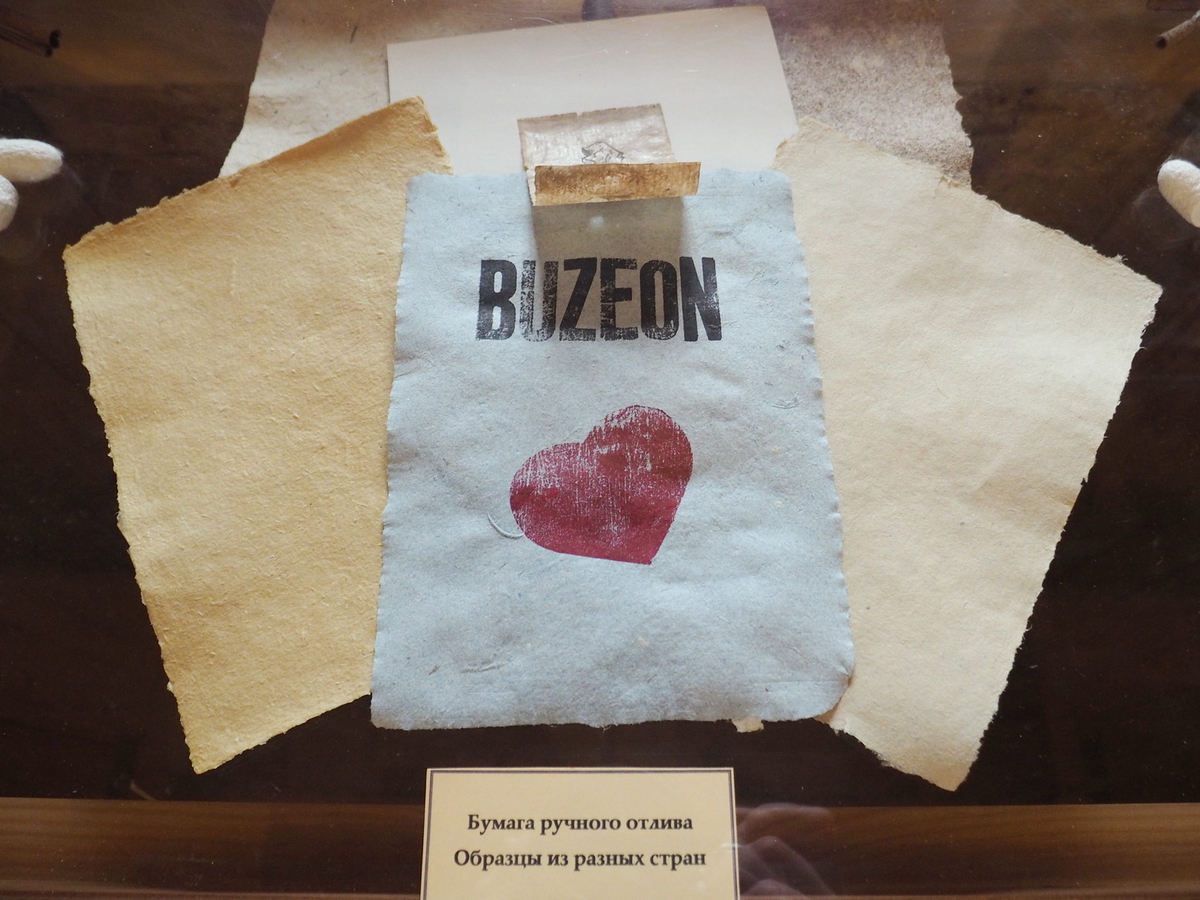 BUZEON
Бумага ручного отлива
Образцы из разных стран